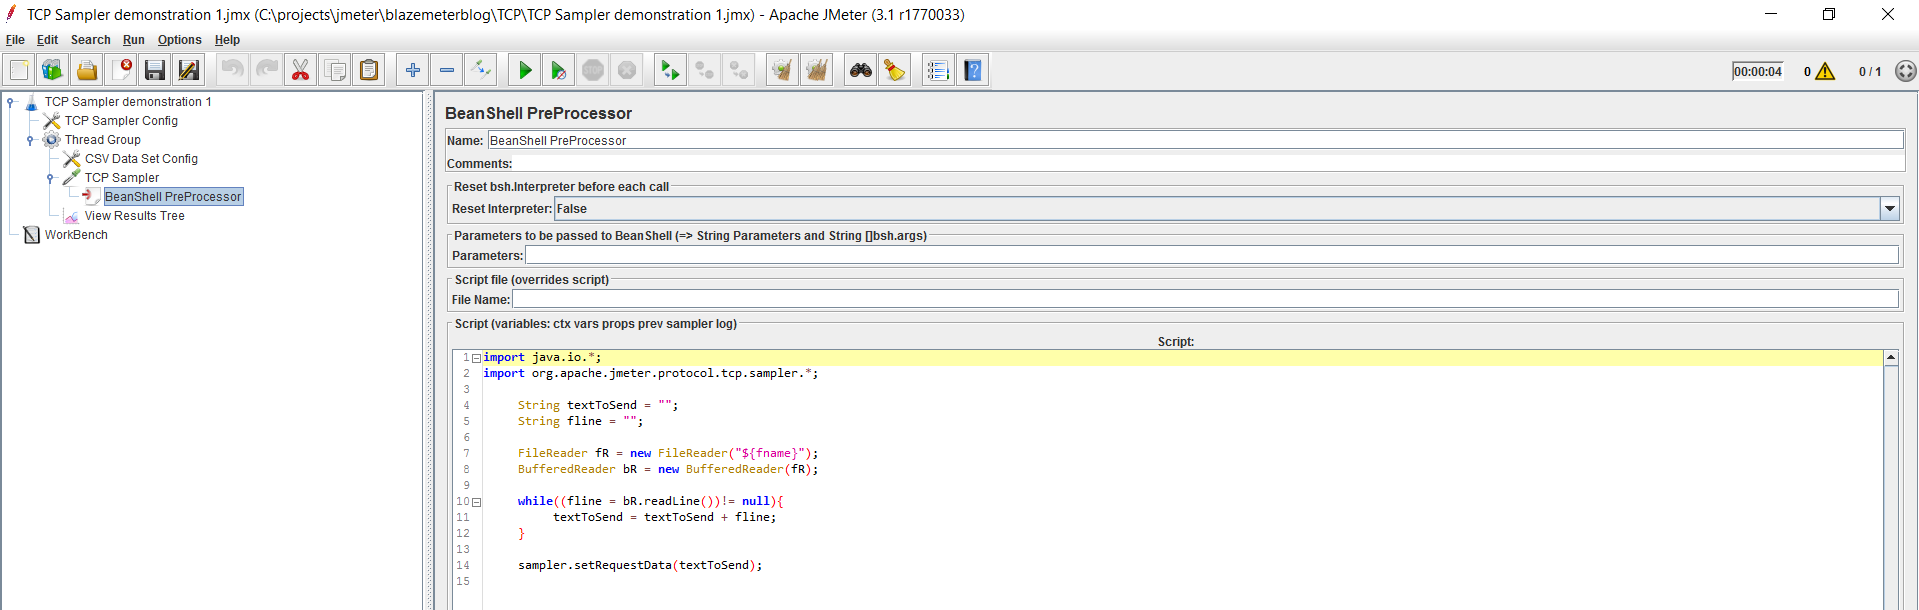 TCP Sampler demonstration 1.jmx (C:\projects\jmeter\blazemeterblog\TCP\TCP Sampler demonstration 1.jmx) - Apache JMeter (3.1 r1770033)
File Edit Search Run Options Help
STOP 00:00:04 0 0 / 1
TCP Sampler demonstration 1
TCP Sampler Config
Thread Group
CSV Data Set Config
TCP Sampler
BeanShell PreProcessor
View Results Tree
WorkBench
BeanShell PreProcessor
Name: BeanShell PreProcessor
Comments:
Reset bsh.Interpreter before each call
Reset Interpreter: False
Parameters to be passed to BeanShell (=> String Parameters and String []bsh.args)
Parameters:
Script file (overrides script)
File Name:
Script (variables: ctx vars props prev sampler log)
Script:
1 import java.io.*;
2 import org.apache.jmeter.protocol.tcp.sampler.*;
3
4 String textToSend = "";
5 String fline = "";
6
7 FileReader fR = new FileReader("${fname}");
8 BufferedReader bR = new BufferedReader(fR);
9
10 while((fline = bR.readLine())!= null){
11 textToSend = textToSend + fline;
12 }
13
14 sampler.setRequestData(textToSend);
15